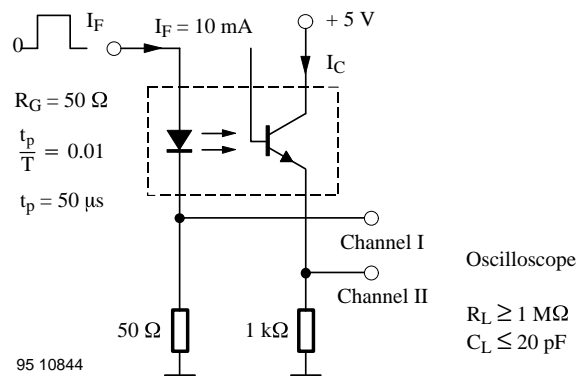 0
I_F
I_F = 10 mA
+ 5 V
I_C
R_G = 50 Ω
t_p
T
= 0.01
t_p = 50 μs
Channel I
Channel II
Oscilloscope
R_L ≥ 1 MΩ
C_L ≤ 20 pF
50 Ω
1 kΩ
95 10844